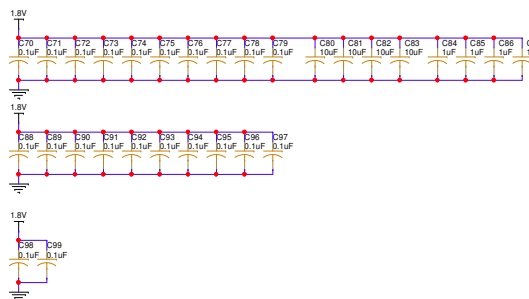 1.8V
C70 C71 C72 C73 C74 C75 C76 C77 C78 C79 C80 C81 C82 C83 C84 C85 C86
0.1uF 0.1uF 0.1uF 0.1uF 0.1uF 0.1uF 0.1uF 0.1uF 0.1uF 0.1uF 10uF 10uF 10uF 10uF 1uF 1uF 1uF
1.8V
C88 C89 C90 C91 C92 C93 C94 C95 C96 C97
0.1uF 0.1uF 0.1uF 0.1uF 0.1uF 0.1uF 0.1uF 0.1uF 0.1uF 0.1uF
1.8V
C98 C99
0.1uF 0.1uF